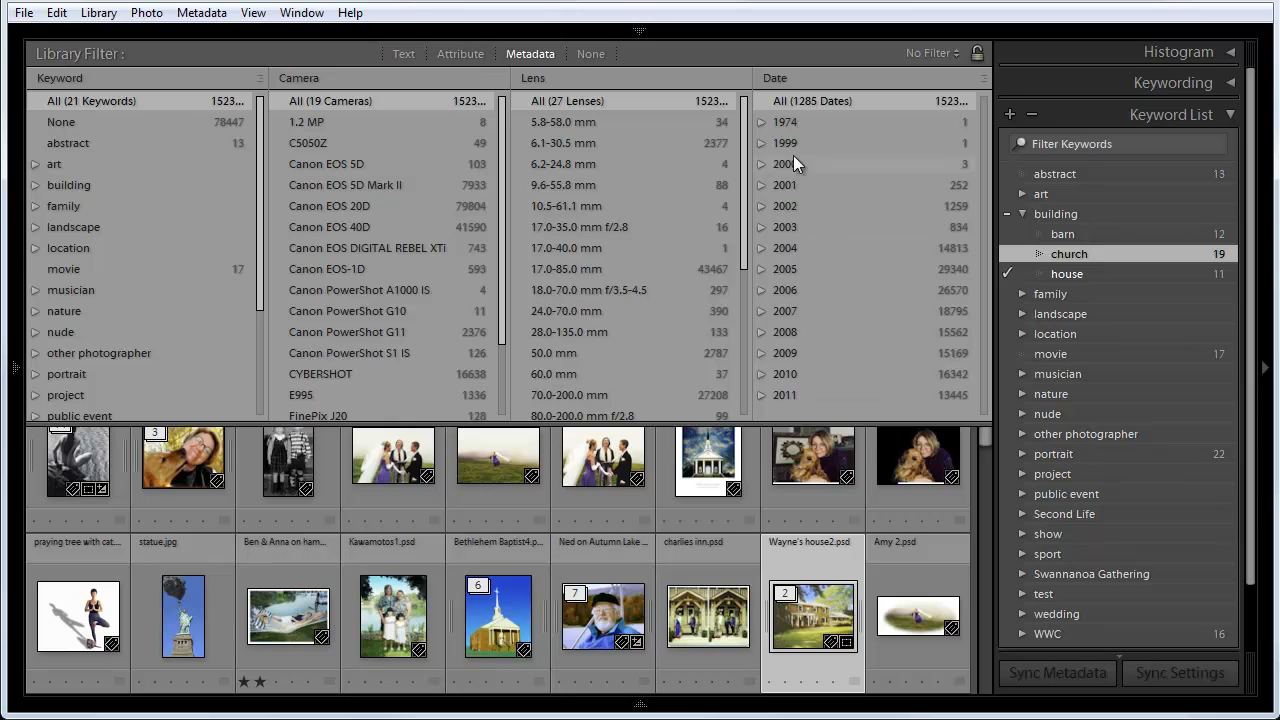 File Edit Library Photo Metadata View Window Help
Library Filter : Text Attribute Metadata None No Filter
Keyword Camera Lens Date
All (21 Keywords) 1523... All (19 Cameras) 1523... All (27 Lenses) 1523... All (1285 Dates) 1523...
None 78447 1.2 MP 8 5.8-58.0 mm 34 1974 1
abstract 13 C5050Z 49 6.1-30.5 mm 2377 1999 1
art Canon EOS 5D 103 6.2-24.8 mm 4 3
building Canon EOS 5D Mark II 7933 9.6-55.8 mm 88 2001 252
family Canon EOS 20D 79804 10.5-61.1 mm 4 2002 1259
landscape Canon EOS 40D 41590 17.0-35.0 mm f/2.8 16 2003 834
location Canon EOS DIGITAL REBEL XTi 743 17.0-40.0 mm 1 2004 14813
movie 17 Canon EOS-1D 593 17.0-85.0 mm 43467 2005 29340
musician Canon PowerShot A1000 IS 4 18.0-70.0 mm f/3.5-4.5 297 2006 26570
nature Canon PowerShot G10 11 24.0-70.0 mm 390 2007 18795
nude Canon PowerShot G11 2376 28.0-135.0 mm 133 2008 15562
other photographer Canon PowerShot S1 IS 126 50.0 mm 2787 2009 15169
portrait CYBERSHOT 16638 60.0 mm 37 2010 16342
project E995 1336 70.0-200.0 mm 27208 2011 13445
public event FinePix J20 128 80.0-200.0 mm f/2.8 99
3
praying tree with cat... statue.jpg Ben & Anna on ham... Kawamotos1.psd Bethlehem Baptist4.p... Ned on Autumn Lake ... charlies inn.psd Wayne's house2.psd Amy 2.psd
6 7 2
Histogram
Keywording
Keyword List
Filter Keywords
abstract 13
art
building
barn 12
church 19
house 11
family
landscape
location
movie 17
musician
nature
nude
other photographer
portrait 22
project
public event
Second Life
show
sport
Swannanoa Gathering
test
wedding
WWC 16
Sync Metadata Sync Settings